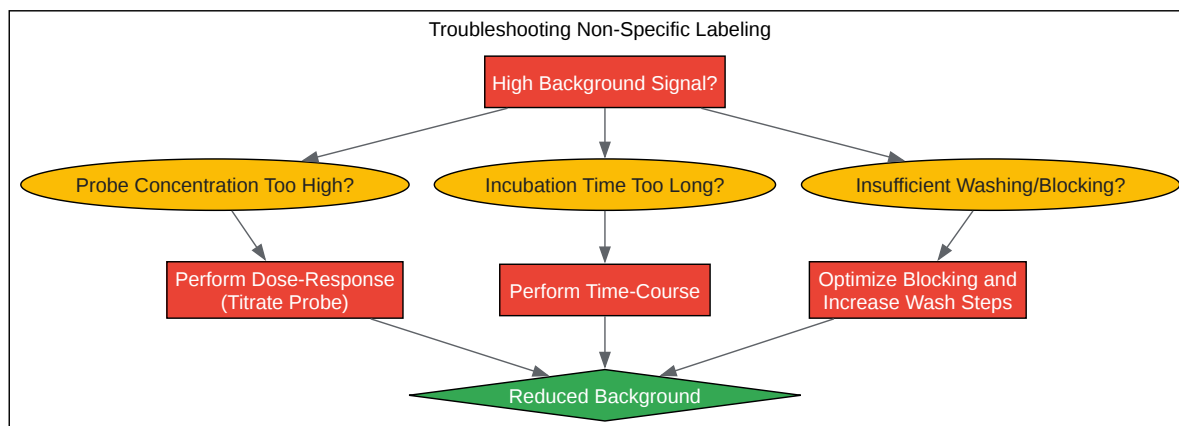 Troubleshooting Non-Specific Labeling
High Background Signal?
Probe Concentration Too High?
Incubation Time Too Long?
Insufficient Washing/Blocking?
Perform Dose-Response
(Titrate Probe)
Perform Time-Course
Optimize Blocking and
Increase Wash Steps
Reduced Background